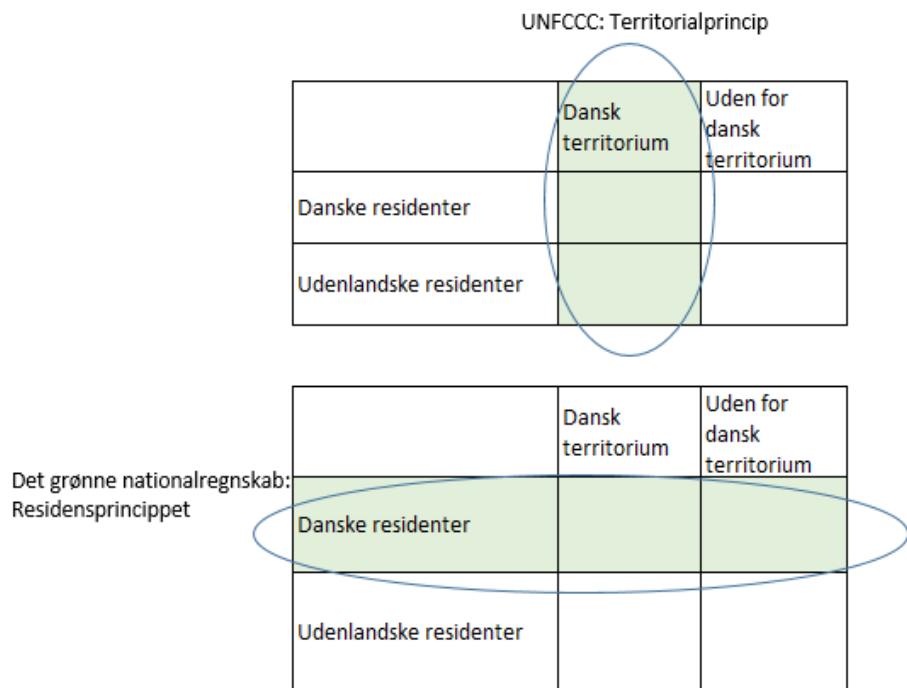 UNFCCC: Territorialprincip
Dansk
territorium
Uden for
dansk
territorium
Danske residenter
Udenlandske residenter
Dansk
territorium
Uden for
dansk
territorium
Det grønne nationalregnskab:
Residensprincippet
Danske residenter
Udenlandske residenter